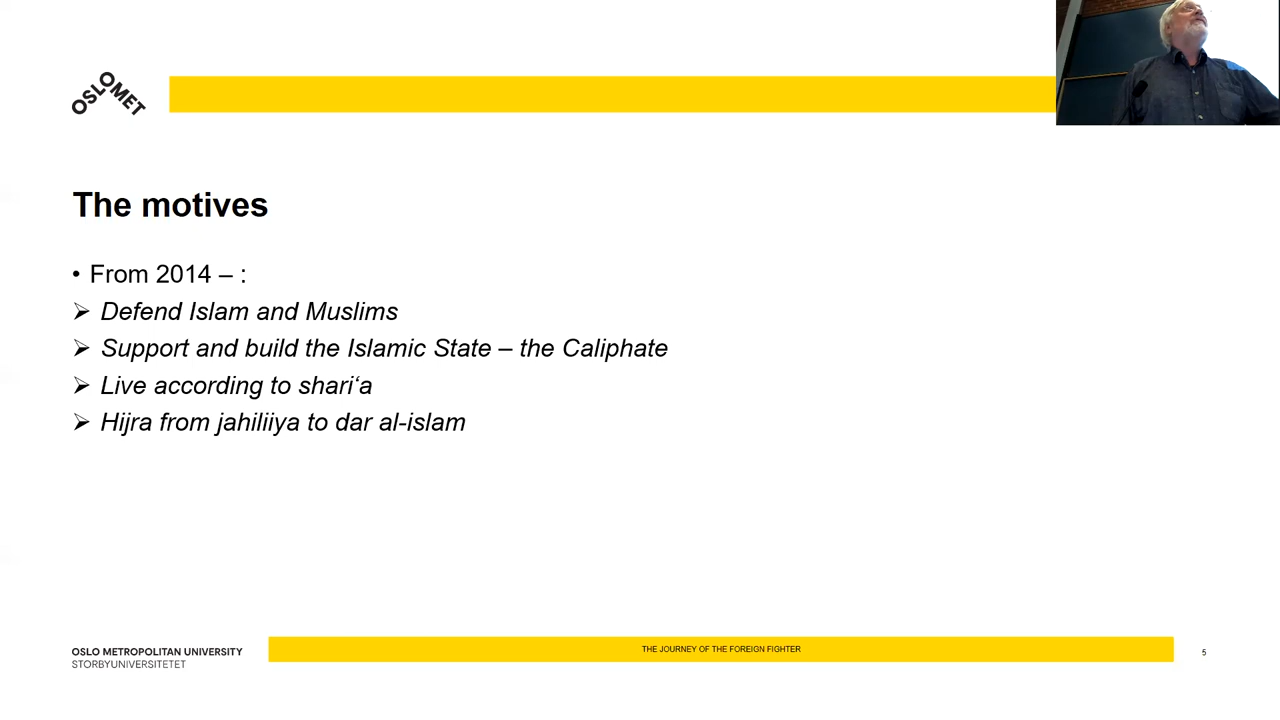 OSLOMET
The motives
• From 2014 – :
➢ Defend Islam and Muslims
➢ Support and build the Islamic State – the Caliphate
➢ Live according to shari‘a
➢ Hijra from jahiliiya to dar al-islam
OSLO METROPOLITAN UNIVERSITY
STORBYUNIVERSITETET
THE JOURNEY OF THE FOREIGN FIGHTER
5